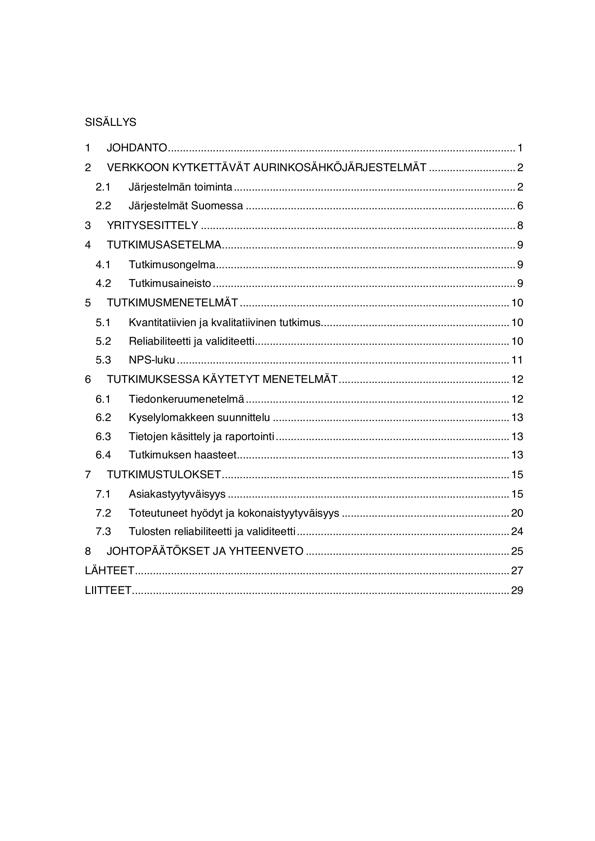 SISÄLLYS
1 JOHDANTO 1
2 VERKKOON KYTKETTÄVÄT AURINKOSÄHKÖJÄRJESTELMÄT 2
2.1 Järjestelmän toiminta 2
2.2 Järjestelmät Suomessa 6
3 YRITYSESITTELY 8
4 TUTKIMUSASETELMA 9
4.1 Tutkimusongelma 9
4.2 Tutkimusaineisto 9
5 TUTKIMUSMENETELMÄT 10
5.1 Kvantitatiivien ja kvalitatiivinen tutkimus 10
5.2 Reliabiliteetti ja validiteetti 10
5.3 NPS-luku 11
6 TUTKIMUKSESSA KÄYTETYT MENETELMÄT 12
6.1 Tiedonkeruumenetelmä 12
6.2 Kyselylomakkeen suunnittelu 13
6.3 Tietojen käsittely ja raportointi 13
6.4 Tutkimuksen haasteet 13
7 TUTKIMUSTULOKSET 15
7.1 Asiakastyytyväisyys 15
7.2 Toteutuneet hyödyt ja kokonaistyytyväisyys 20
7.3 Tulosten reliabiliteetti ja validiteetti 24
8 JOHTOPÄÄTÖKSET JA YHTEENVETO 25
LÄHTEET 27
LIITTEET 29